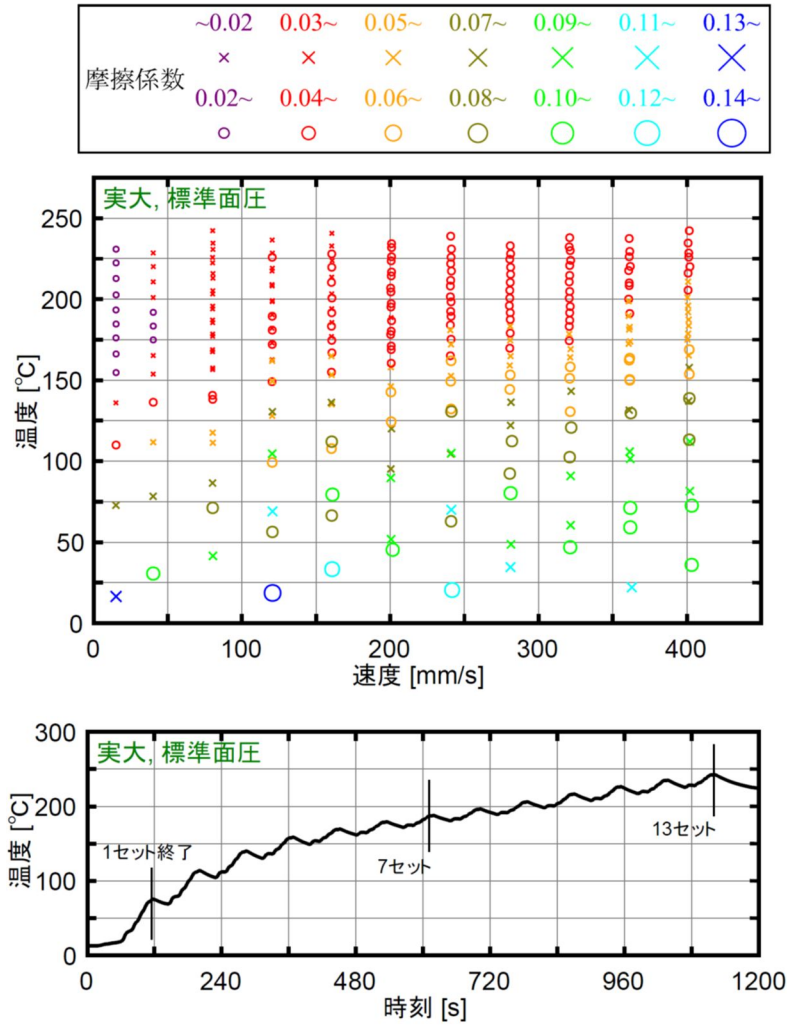 ~0.02 0.03~ 0.05~ 0.07~ 0.09~ 0.11~ 0.13~
摩擦係数
0.02~ 0.04~ 0.06~ 0.08~ 0.10~ 0.12~ 0.14~
実大, 標準面圧
250
200
150
100
50
0
温度 [℃]
0 100 200 300 400
速度 [mm/s]
実大, 標準面圧
300
200
100
0
温度 [℃]
1セット終了
7セット
13セット
0 240 480 720 960 1200
時刻 [s]